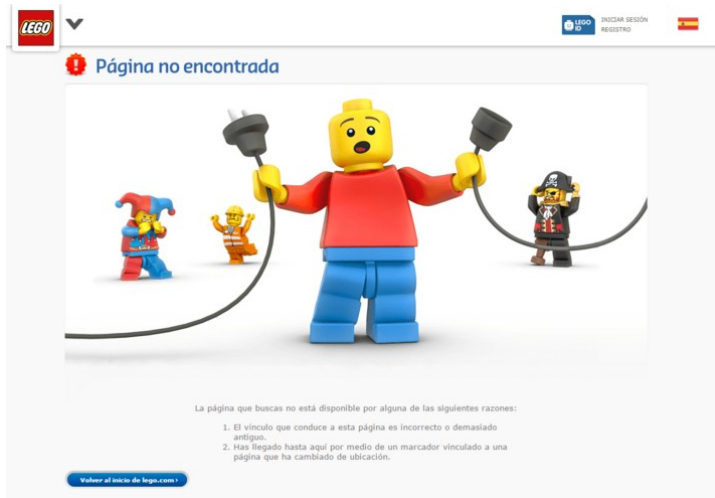 LEGO
LEGO ID
INICIAR SESIÓN
REGISTRO
Página no encontrada
La página que buscas no está disponible por alguna de las siguientes razones:
1. El vínculo que conduce a esta página es incorrecto o demasiado
antiguo.
2. Has llegado hasta aquí por medio de un marcador vinculado a una
página que ha cambiado de ubicación.
Volver al inicio de lego.com ›